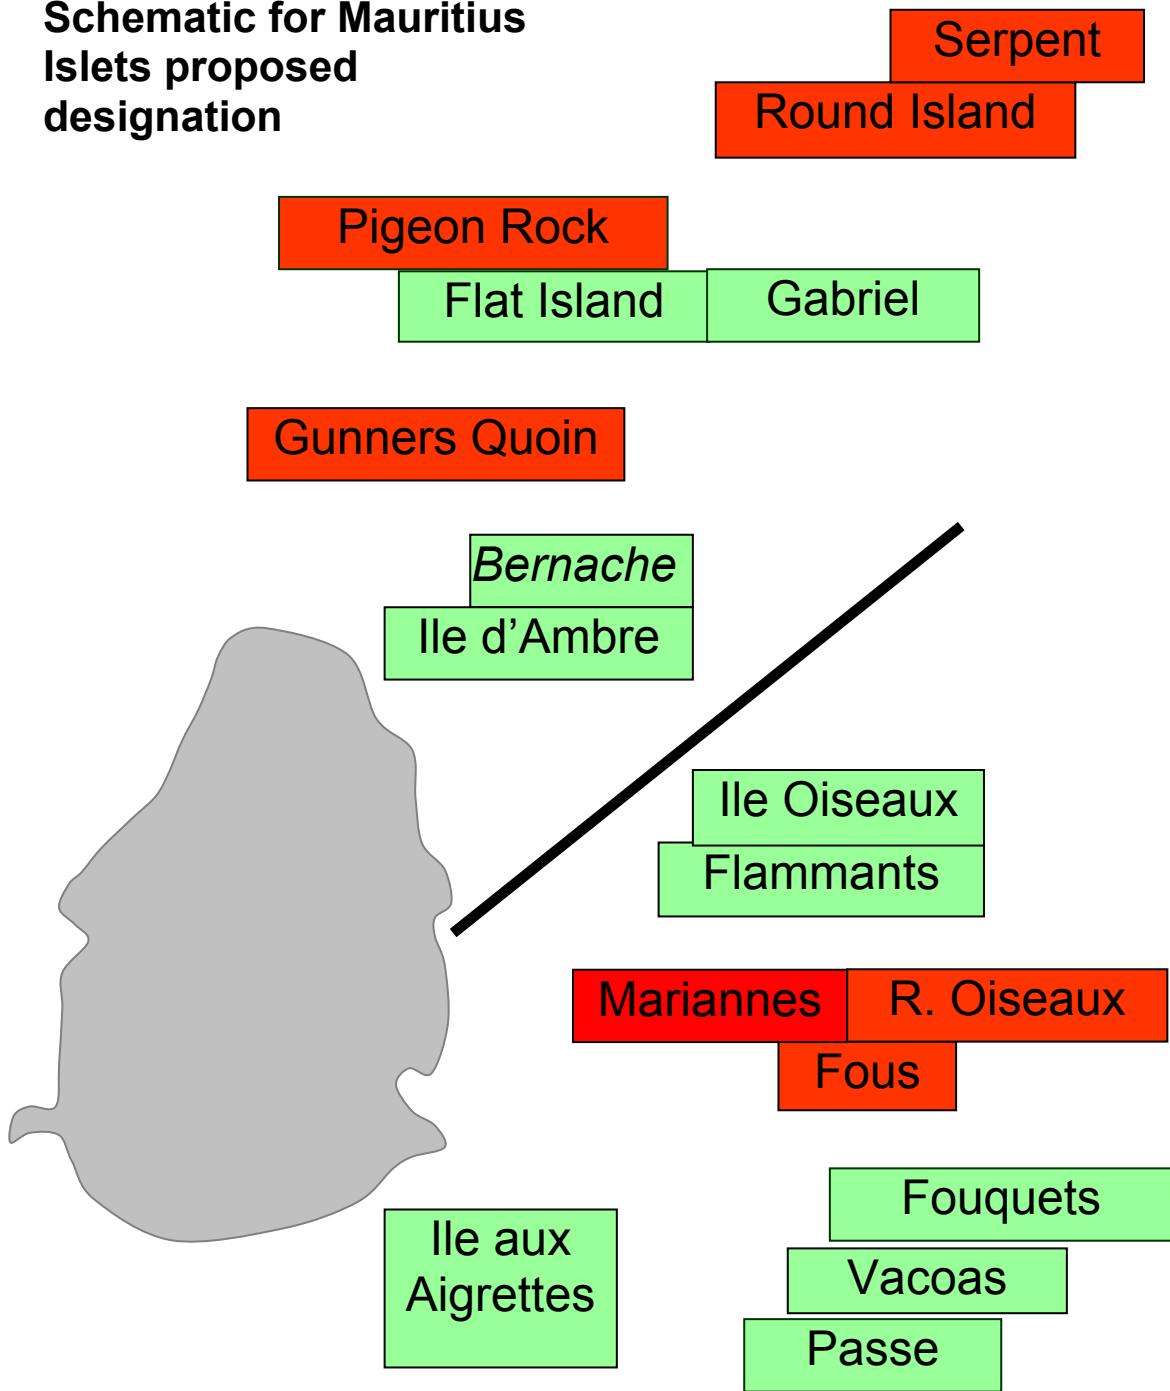 Schematic for Mauritius
Islets proposed
designation
Serpent
Round Island
Pigeon Rock
Flat Island
Gabriel
Gunners Quoin
Bernache
Ile d’Ambre
Ile Oiseaux
Flammants
Mariannes
R. Oiseaux
Fous
Fouquets
Ile aux
Aigrettes
Vacoas
Passe